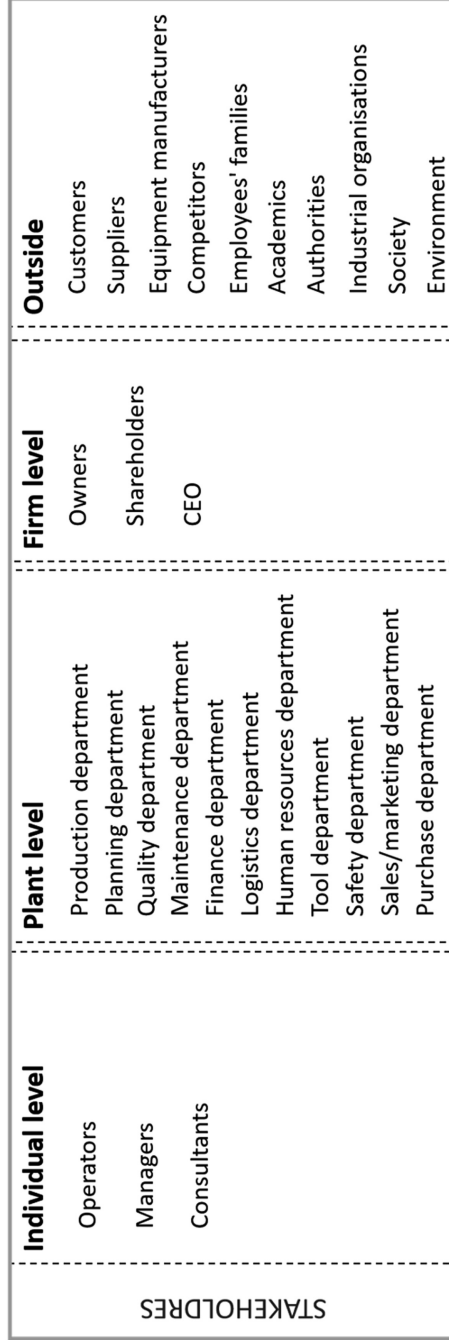 STAKEHOLDRES
Individual level
Operators
Managers
Consultants
Plant level
Production department
Planning department
Quality department
Maintenance department
Finance department
Logistics department
Human resources department
Tool department
Safety department
Sales/marketing department
Purchase department
Firm level
Owners
Shareholders
CEO
Outside
Customers
Suppliers
Equipment manufacturers
Competitors
Employees' families
Academics
Authorities
Industrial organisations
Society
Environment